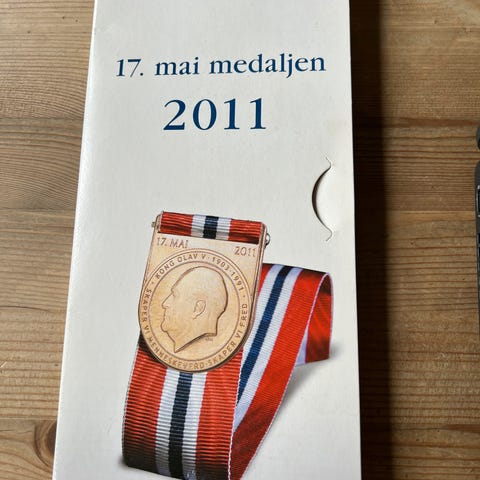 17. mai medaljen
2011
17. MAI 2011
· KONG OLAV V · 1903-1991 ·
SKAPER VI MENNESKEVERD SKAPER VI FRED